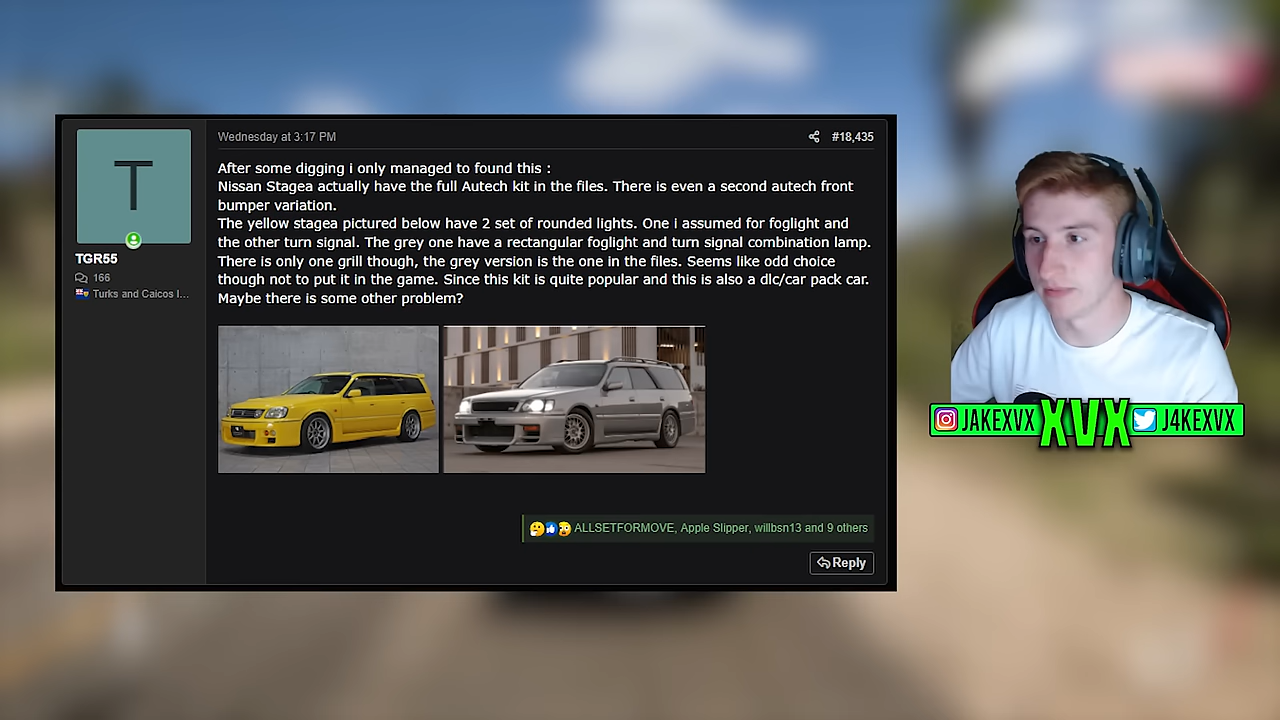 T
TGR55
166
Turks and Caicos I...
Wednesday at 3:17 PM
#18,435
After some digging i only managed to found this :
Nissan Stagea actually have the full Autech kit in the files. There is even a second autech front
bumper variation.
The yellow stagea pictured below have 2 set of rounded lights. One i assumed for foglight and
the other turn signal. The grey one have a rectangular foglight and turn signal combination lamp.
There is only one grill though, the grey version is the one in the files. Seems like odd choice
though not to put it in the game. Since this kit is quite popular and this is also a dlc/car pack car.
Maybe there is some other problem?
ALLSETFORMOVE, Apple Slipper, willbsn13 and 9 others
Reply
JAKEXVX XVX J4KEXVX